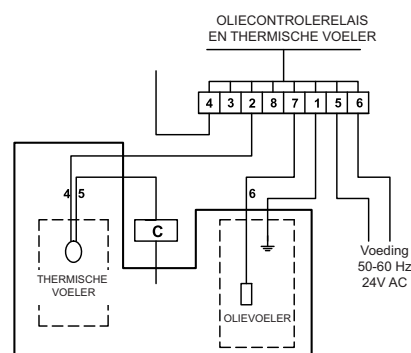 OLIECONTROLERELAIS
EN THERMISCHE VOELER
4 3 2 8 7 1 5 6
4 5
6
C
THERMISCHE
VOELER
OLIEVOELER
Voeding
50-60 Hz
24V AC